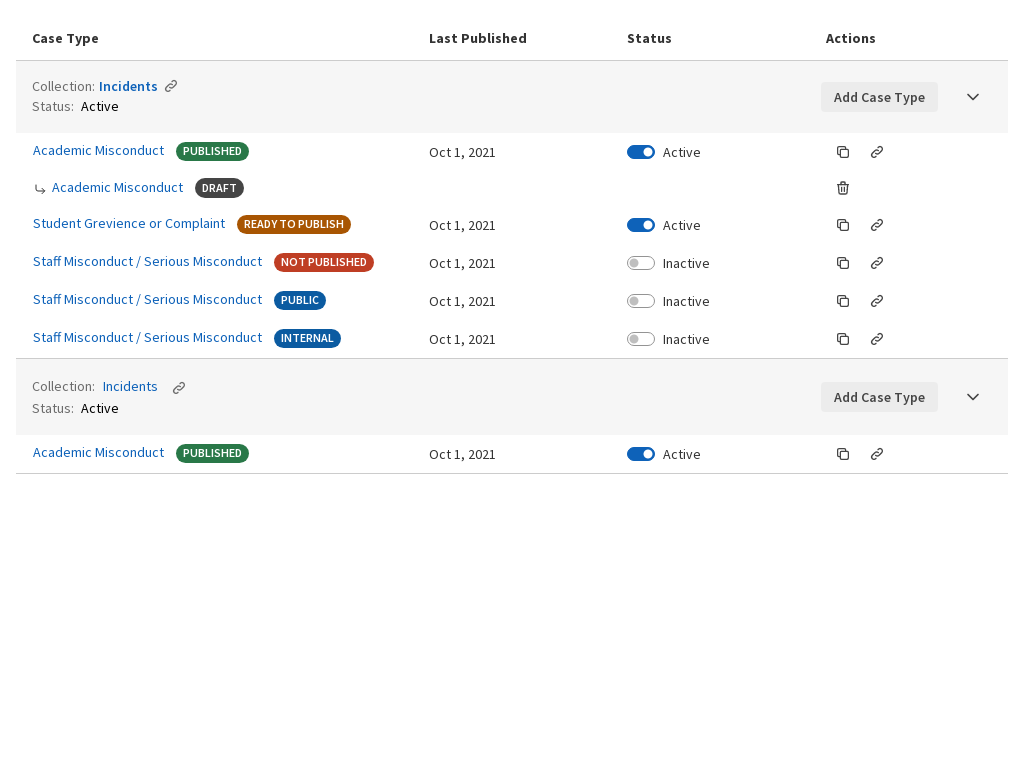 Case Type Last Published Status Actions
Collection: Incidents
Status: Active
Add Case Type
Academic Misconduct PUBLISHED Oct 1, 2021 Active
Academic Misconduct DRAFT
Student Grevience or Complaint READY TO PUBLISH Oct 1, 2021 Active
Staff Misconduct / Serious Misconduct NOT PUBLISHED Oct 1, 2021 Inactive
Staff Misconduct / Serious Misconduct PUBLIC Oct 1, 2021 Inactive
Staff Misconduct / Serious Misconduct INTERNAL Oct 1, 2021 Inactive
Collection: Incidents
Status: Active
Add Case Type
Academic Misconduct PUBLISHED Oct 1, 2021 Active